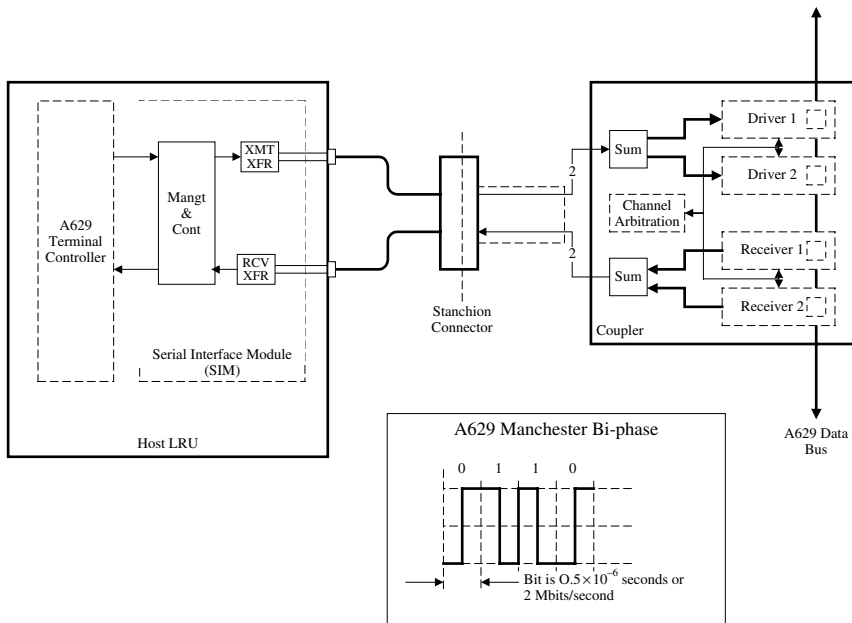 A629
Terminal
Controller
Mangt
&
Cont
XMT
XFR
RCV
XFR
Serial Interface Module
(SIM)
Host LRU
Stanchion
Connector
2
2
Sum
Sum
Driver 1
Driver 2
Channel
Arbitration
Receiver 1
Receiver 2
Coupler
A629 Data
Bus
A629 Manchester Bi-phase
0 1 1 0
Bit is O.5×10⁻⁶ seconds or
2 Mbits/second